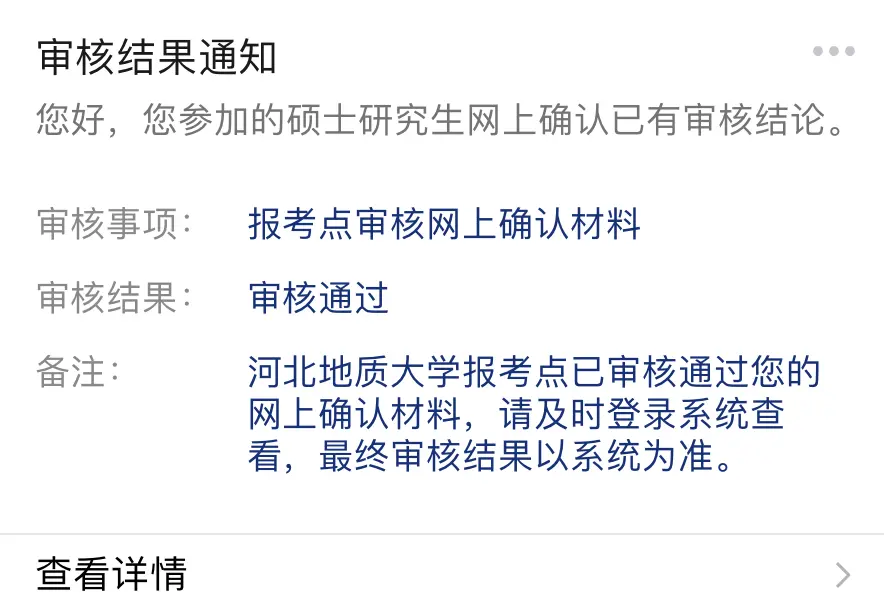 审核结果通知
您好，您参加的硕士研究生网上确认已有审核结论。
审核事项： 报考点审核网上确认材料
审核结果： 审核通过
备注： 河北地质大学报考点已审核通过您的
网上确认材料，请及时登录系统查
看，最终审核结果以系统为准。
查看详情